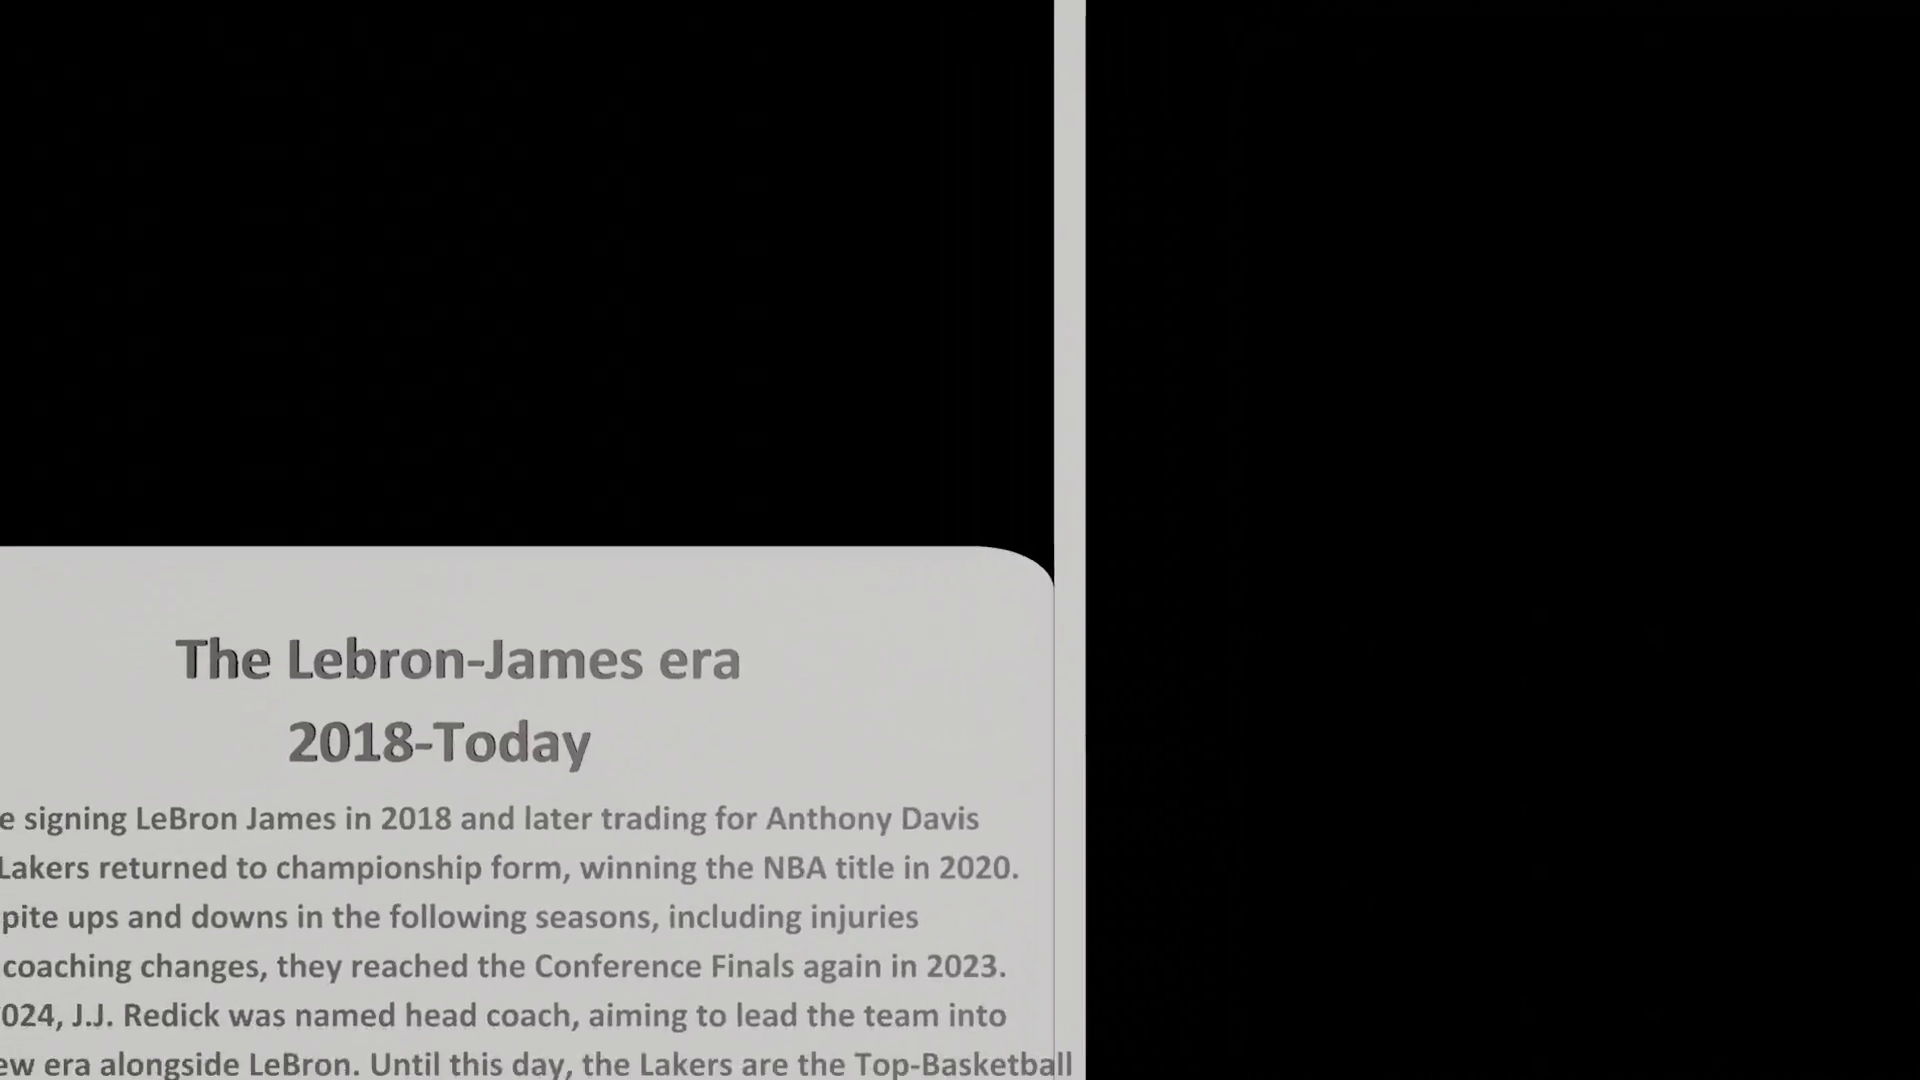 The Lebron-James era
2018-Today
e signing LeBron James in 2018 and later trading for Anthony Davis
Lakers returned to championship form, winning the NBA title in 2020.
pite ups and downs in the following seasons, including injuries
coaching changes, they reached the Conference Finals again in 2023.
024, J.J. Redick was named head coach, aiming to lead the team into
ew era alongside LeBron. Until this day, the Lakers are the Top-Basketball